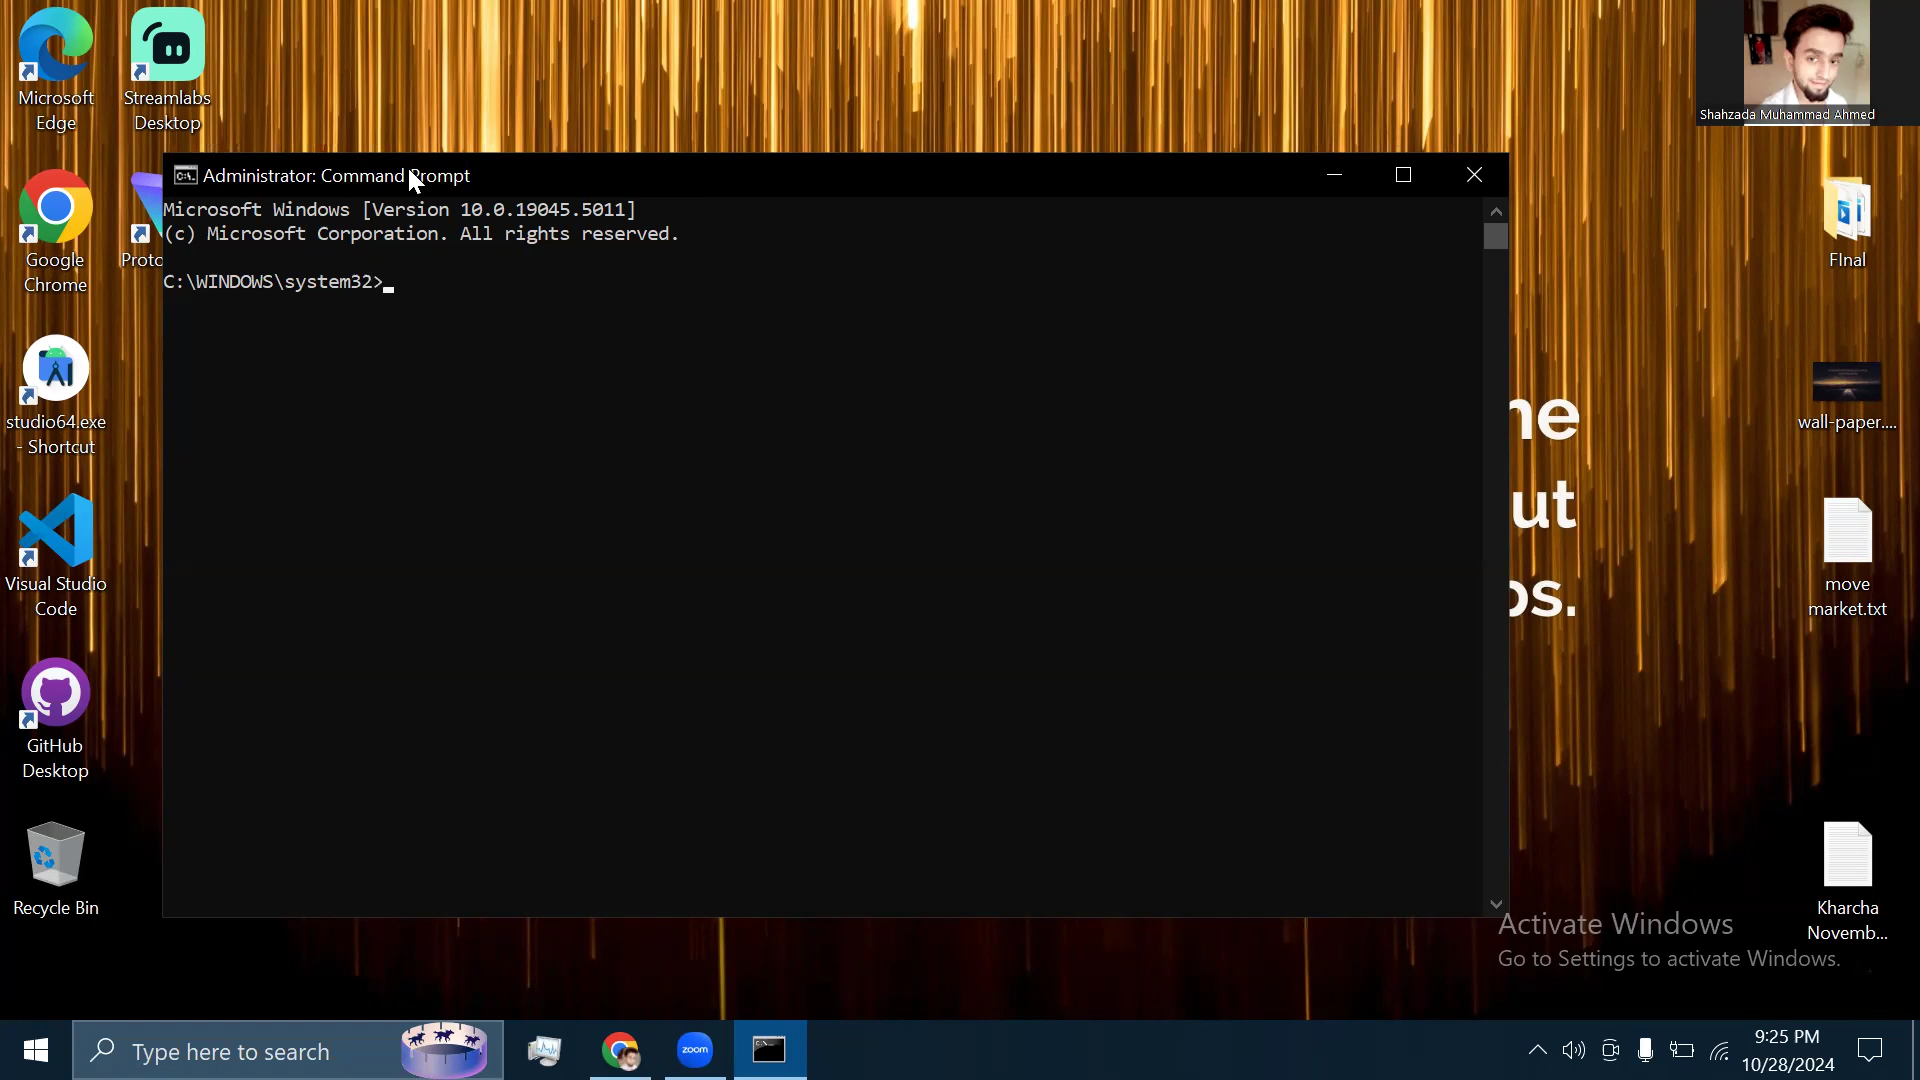 Microsoft
Edge
Streamlabs
Desktop
Shahzada Muhammad Ahmed
Administrator: Command Prompt
Microsoft Windows [Version 10.0.19045.5011]
(c) Microsoft Corporation. All rights reserved.
C:\WINDOWS\system32>
Google
Chrome
Proto
FInal
studio64.exe
- Shortcut
wall-paper....
ne
ut
os.
Visual Studio
Code
move
market.txt
GitHub
Desktop
Recycle Bin
Kharcha
Novemb...
Activate Windows
Go to Settings to activate Windows.
Type here to search
zoom
9:25 PM
10/28/2024